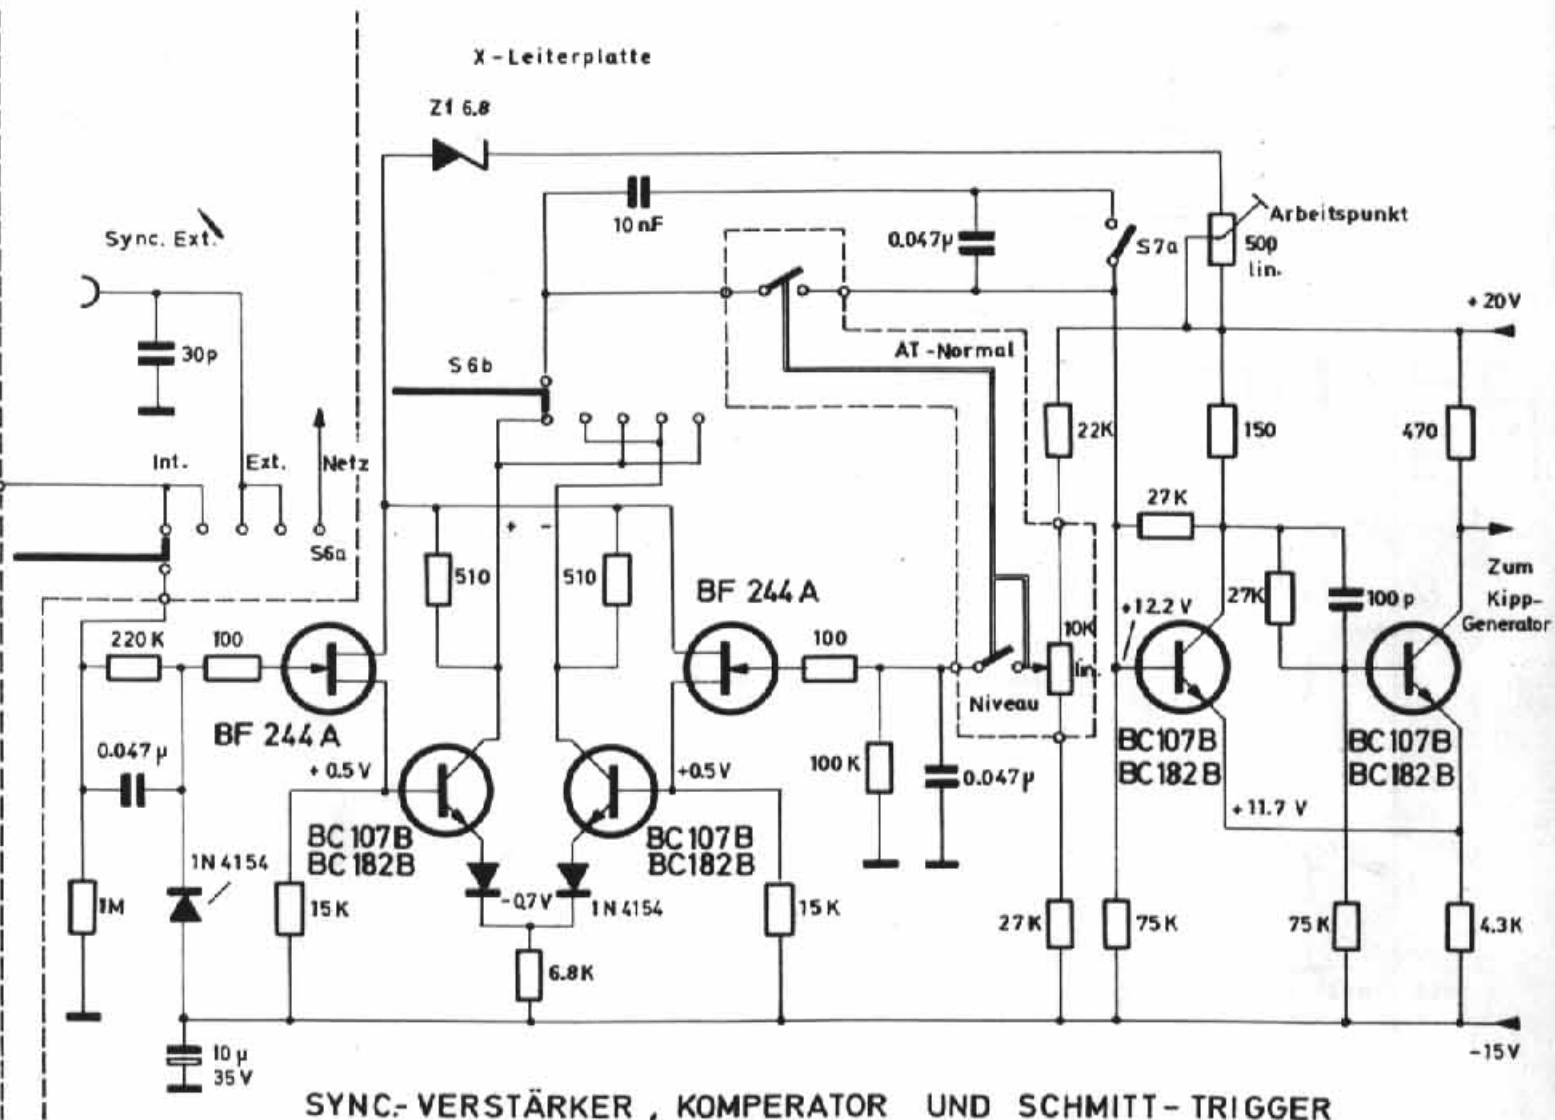 X-Leiterplatte
Z1 6.8
Sync. Ext.
10 nF
0.047µ
S7a
Arbeitspunkt
500
lin.
+20V
30p
S6b
AT-Normal
22K
150
470
Int.
Ext.
Netz
27K
+
-
S6a
510
510
BF 244A
Zum
Kipp-
Generator
27K
100p
+12.2 V
220K
100
100
10K
lin.
Niveau
BF 244A
0.047µ
+0.5V
+0.5V
100K
0.047µ
BC107B
BC182B
BC107B
BC182B
+11.7 V
BC107B
BC182B
BC107B
BC182B
1N4154
1M
15K
-0,7V
1N4154
15K
27K
75K
75K
4.3K
6.8K
10µ
35V
-15V
SYNC.-VERSTÄRKER, KOMPERATOR UND SCHMITT-TRIGGER